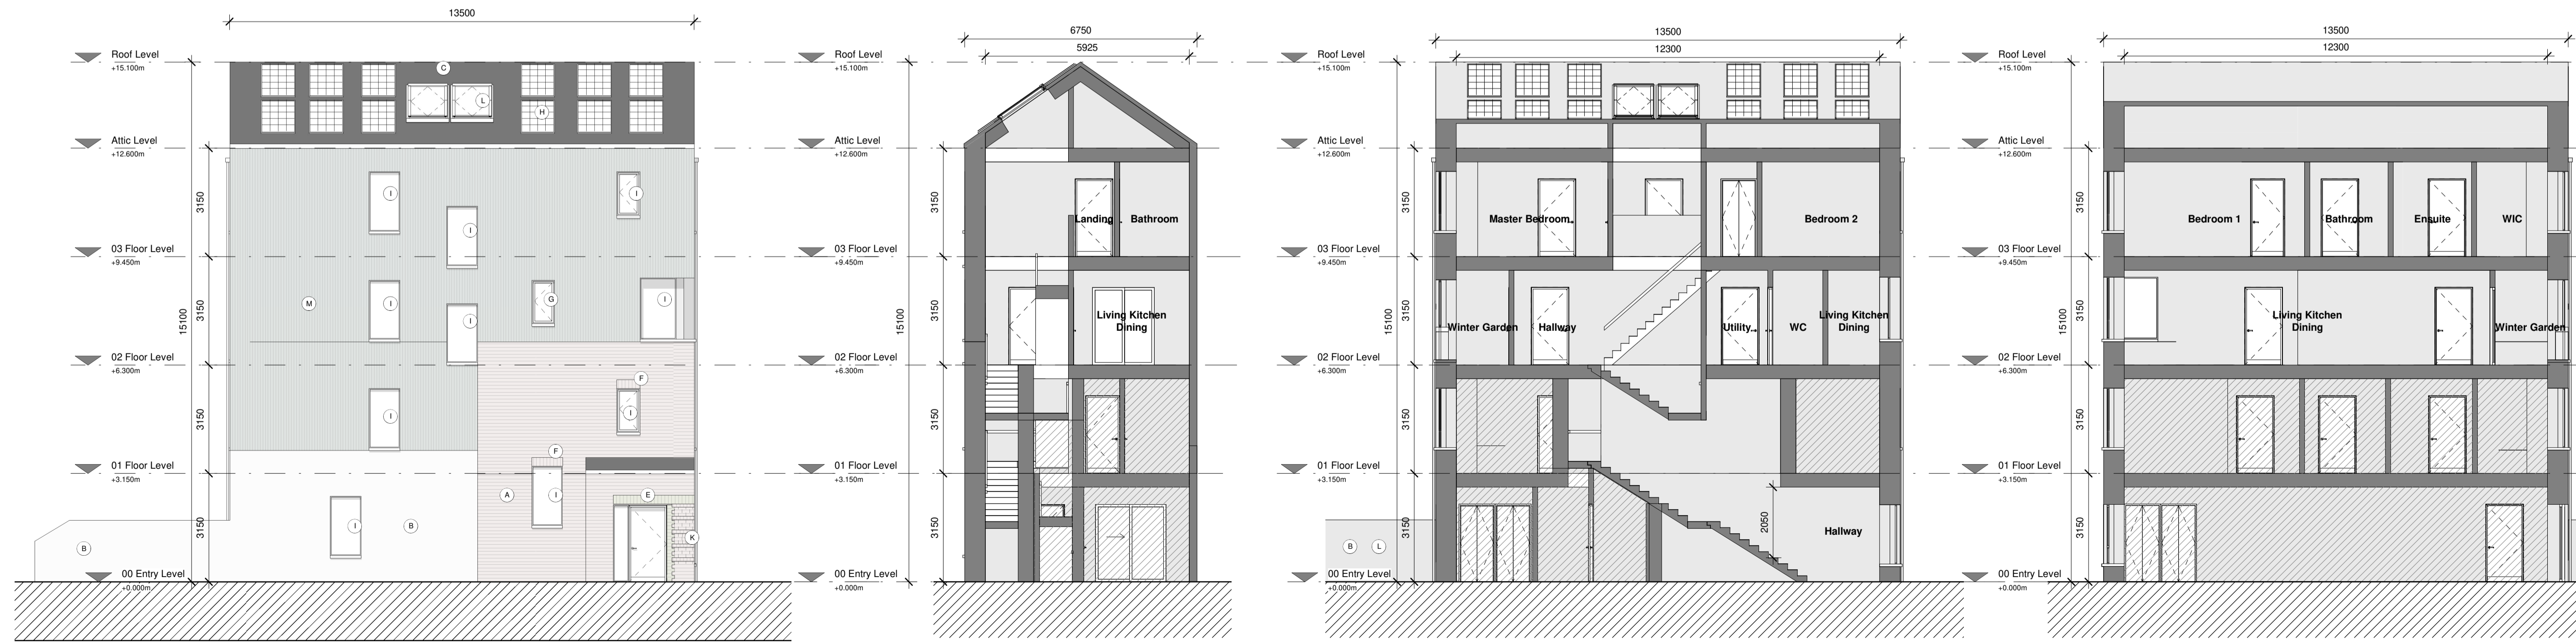 13500
Roof Level
+15.100m
C
L
H
Attic Level
+12.600m
3150
I
I
I
03 Floor Level
+9.450m
M
I
G
I
I
15100
3150
02 Floor Level
+6.300m
F
I
I
3150
F
01 Floor Level
+3.150m
A
I
E
I
B
K
B
3150
00 Entry Level
+0.000m
6750
5925
Roof Level
+15.100m
Attic Level
+12.600m
3150
Landing
Bathroom
03 Floor Level
+9.450m
15100
3150
Living Kitchen
Dining
02 Floor Level
+6.300m
3150
01 Floor Level
+3.150m
3150
00 Entry Level
+0.000m
13500
12300
Roof Level
+15.100m
Attic Level
+12.600m
3150
Master Bedroom
Bedroom 2
03 Floor Level
+9.450m
15100
3150
Winter Garden
Hallway
Utility
WC
Living Kitchen
Dining
02 Floor Level
+6.300m
3150
01 Floor Level
+3.150m
3150
2050
Hallway
B
L
00 Entry Level
+0.000m
13500
12300
Roof Level
+15.100m
Attic Level
+12.600m
3150
Bedroom 1
Bathroom
Ensuite
WIC
03 Floor Level
+9.450m
15100
3150
Living Kitchen
Dining
Winter Garden
02 Floor Level
+6.300m
3150
01 Floor Level
+3.150m
3150
00 Entry Level
+0.000m